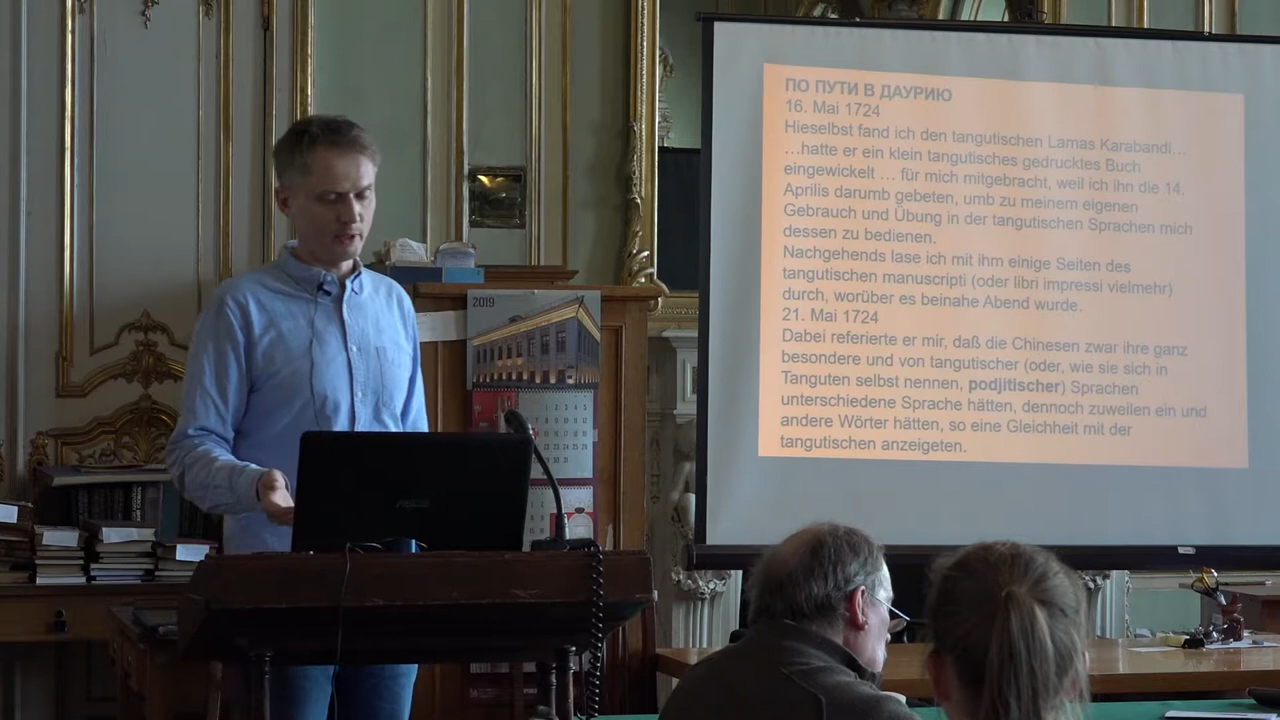 2019
ПО ПУТИ В ДАУРИЮ
16. Mai 1724
Hieselbst fand ich den tangutischen Lamas Karabandi…
…hatte er ein klein tangutisches gedrucktes Buch
eingewickelt … für mich mitgebracht, weil ich ihn die 14.
Aprilis darumb gebeten, umb zu meinem eigenen
Gebrauch und Übung in der tangutischen Sprachen mich
dessen zu bedienen.
Nachgehends lase ich mit ihm einige Seiten des
tangutischen manuscripti (oder libri impressi vielmehr)
durch, worüber es beinahe Abend wurde.
21. Mai 1724
Dabei referierte er mir, daß die Chinesen zwar ihre ganz
besondere und von tangutischer (oder, wie sie sich in
Tanguten selbst nennen, podjitischer) Sprachen
unterschiedene Sprache hätten, dennoch zuweilen ein und
andere Wörter hätten, so eine Gleichheit mit der
tangutischen anzeigeten.